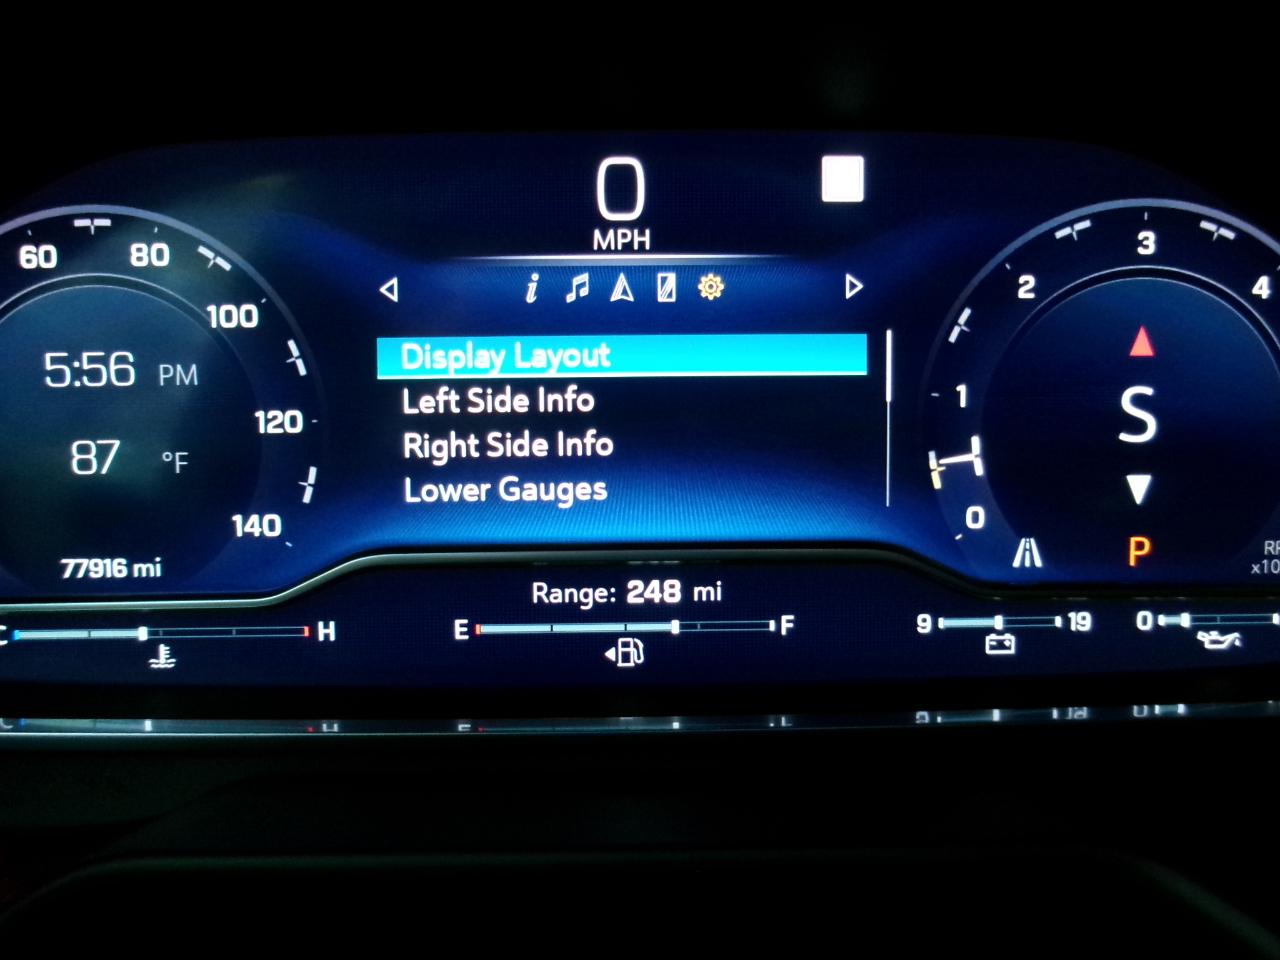 0
MPH
60
80
100
120
140
5:56 PM
87 °F
77916 mi
Display Layout
Left Side Info
Right Side Info
Lower Gauges
0
1
2
3
4
S
P
Range: 248 mi
H
E
F
9
19
0